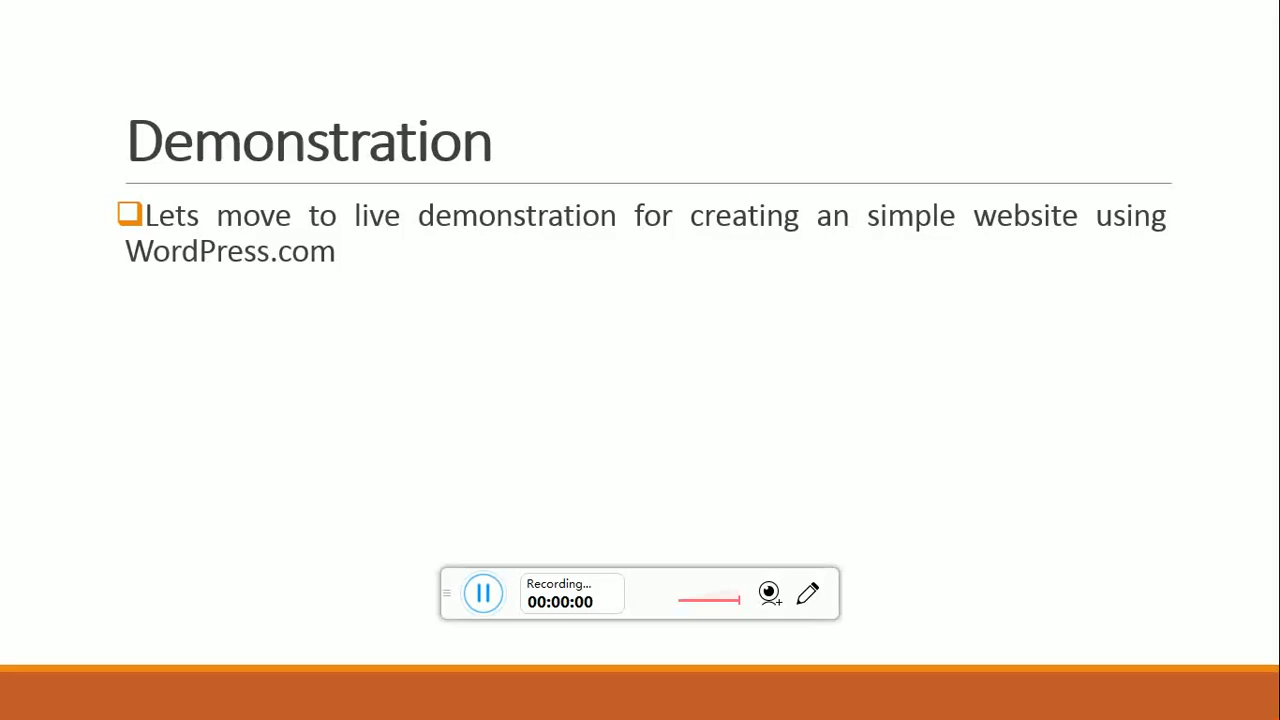 Demonstration
Lets move to live demonstration for creating an simple website using
WordPress.com
Recording...
00:00:00